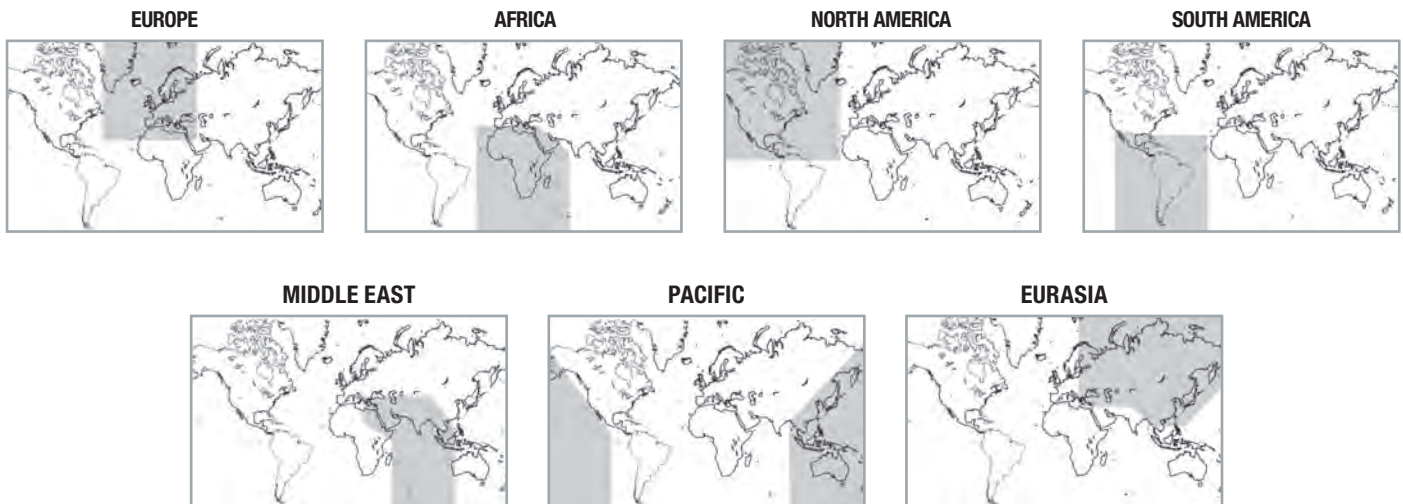 EUROPE
AFRICA
NORTH AMERICA
SOUTH AMERICA
MIDDLE EAST
PACIFIC
EURASIA